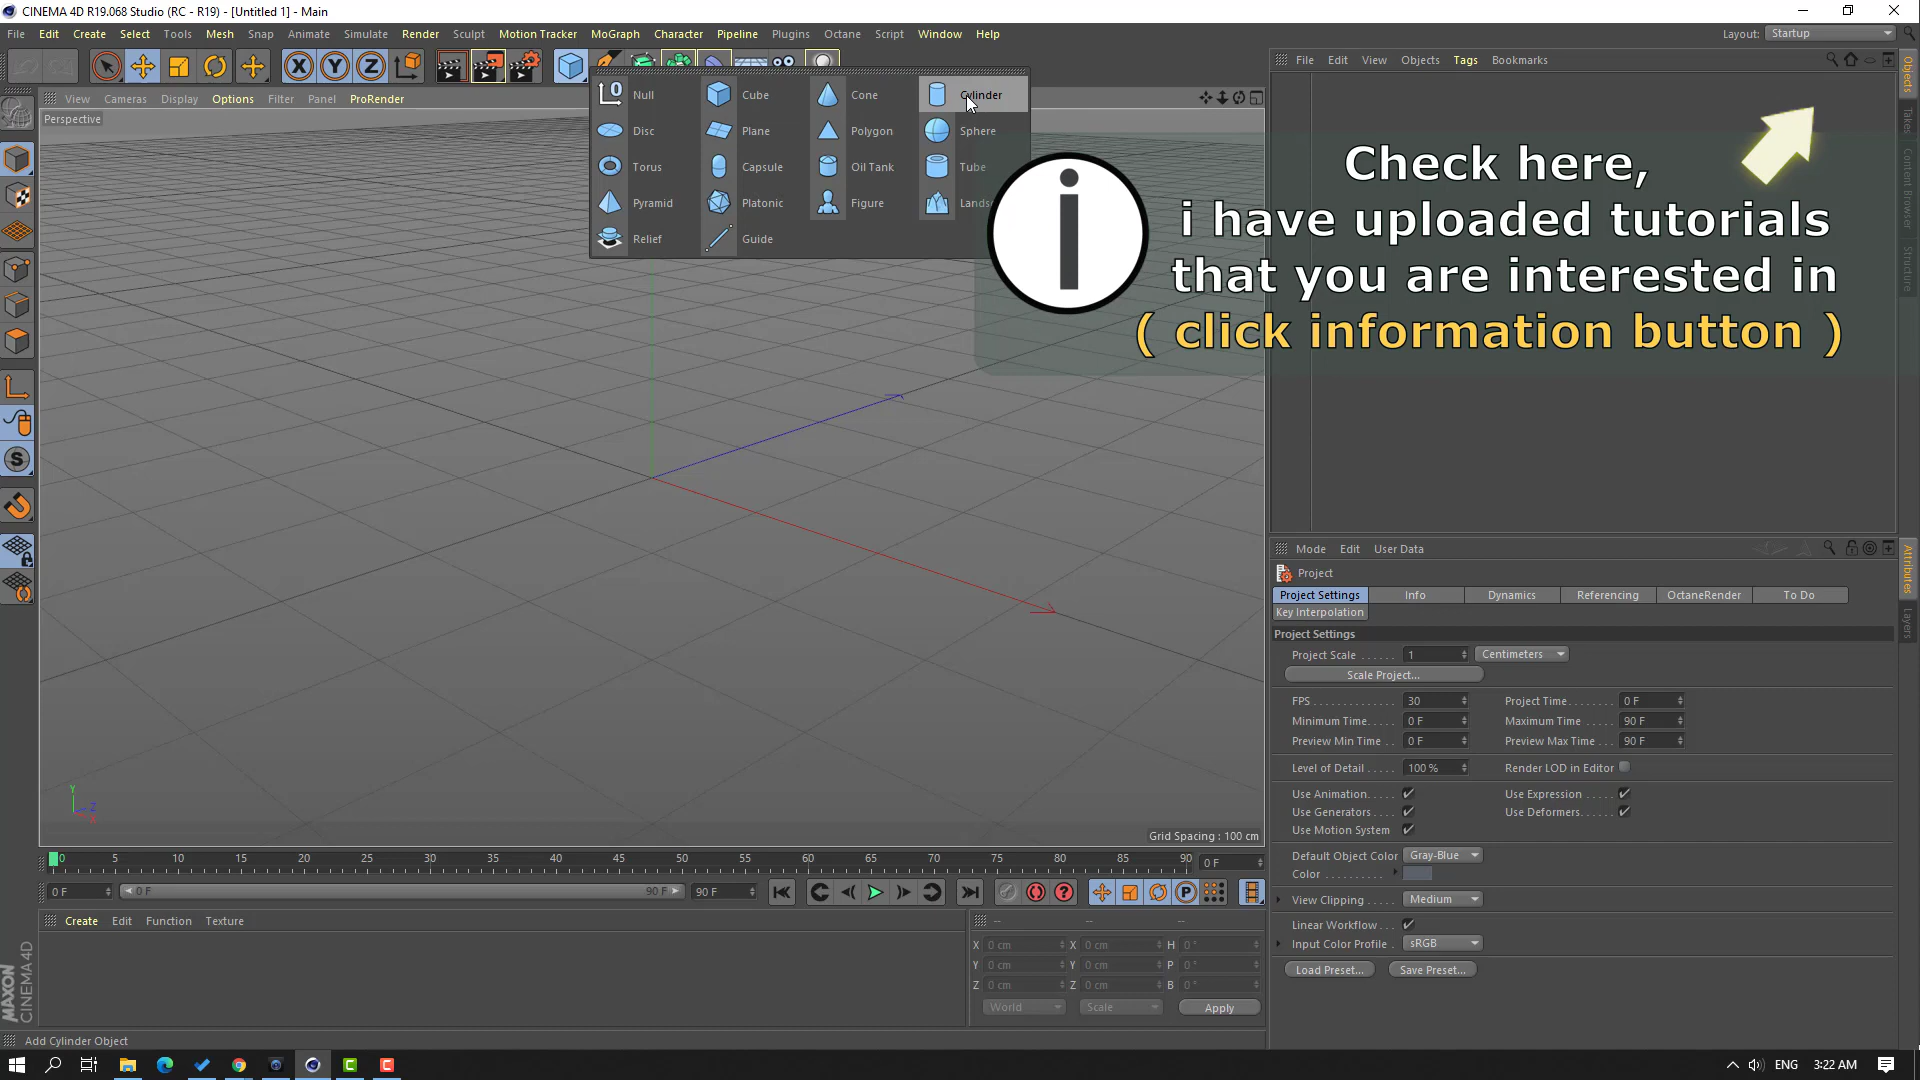 CINEMA 4D R19.068 Studio (RC - R19) - [Untitled 1] - Main
File Edit Create Select Tools Mesh Snap Animate Simulate Render Sculpt Motion Tracker MoGraph Character Pipeline Plugins Octane Script Window Help
Layout: Startup
X Y Z
File Edit View Objects Tags Bookmarks
View Cameras Display Options Filter Panel ProRender
Perspective
Null Cube Cone Cylinder
Disc Plane Polygon Sphere
Torus Capsule Oil Tank Tube
Pyramid Platonic Figure
Relief Guide
Check here,
i have uploaded tutorials
that you are interested in
( click information button )
Objects
Takes
Content Browser
Structure
Mode Edit User Data
Project
Project Settings Info Dynamics Referencing OctaneRender To Do
Key Interpolation
Project Settings
Project Scale 1 Centimeters
Scale Project...
FPS 30 Project Time 0 F
Minimum Time 0 F Maximum Time 90 F
Preview Min Time 0 F Preview Max Time 90 F
Level of Detail 100 % Render LOD in Editor
Use Animation Use Expression
Use Generators Use Deformers
Use Motion System
Default Object Color Gray-Blue
Color
View Clipping Medium
Linear Workflow
Input Color Profile sRGB
Load Preset... Save Preset...
Attributes
Layers
Y
Z
X
Grid Spacing : 100 cm
0 5 10 15 20 25 30 35 40 45 50 55 60 65 70 75 80 85 90 0 F
0 F 0 F 90 F 90 F
Create Edit Function Texture
-- -- --
X 0 cm X 0 cm H 0 °
Y 0 cm Y 0 cm P 0 °
Z 0 cm Z 0 cm B 0 °
World Scale Apply
MAXON
CINEMA 4D
Add Cylinder Object
ENG 3:22 AM